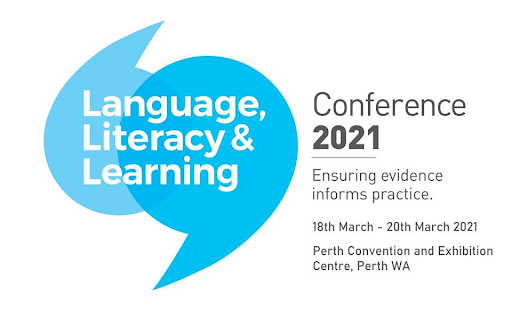 Language,
Literacy &
Learning
Conference
2021
Ensuring evidence
informs practice.
18th March - 20th March 2021
Perth Convention and Exhibition
Centre, Perth WA